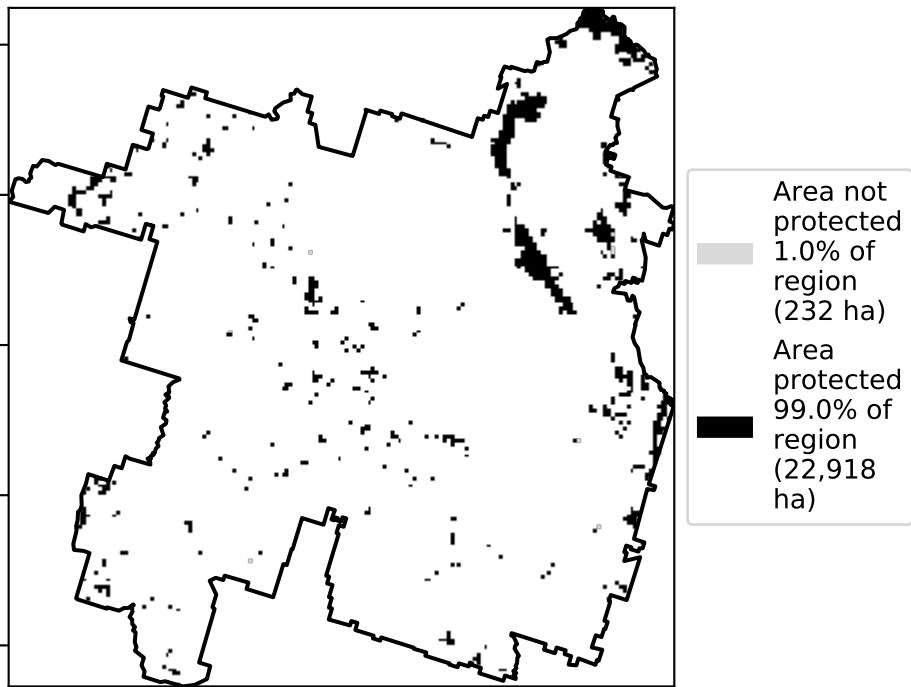 Area not
protected
1.0% of
region
(232 ha)
Area
protected
99.0% of
region
(22,918
ha)